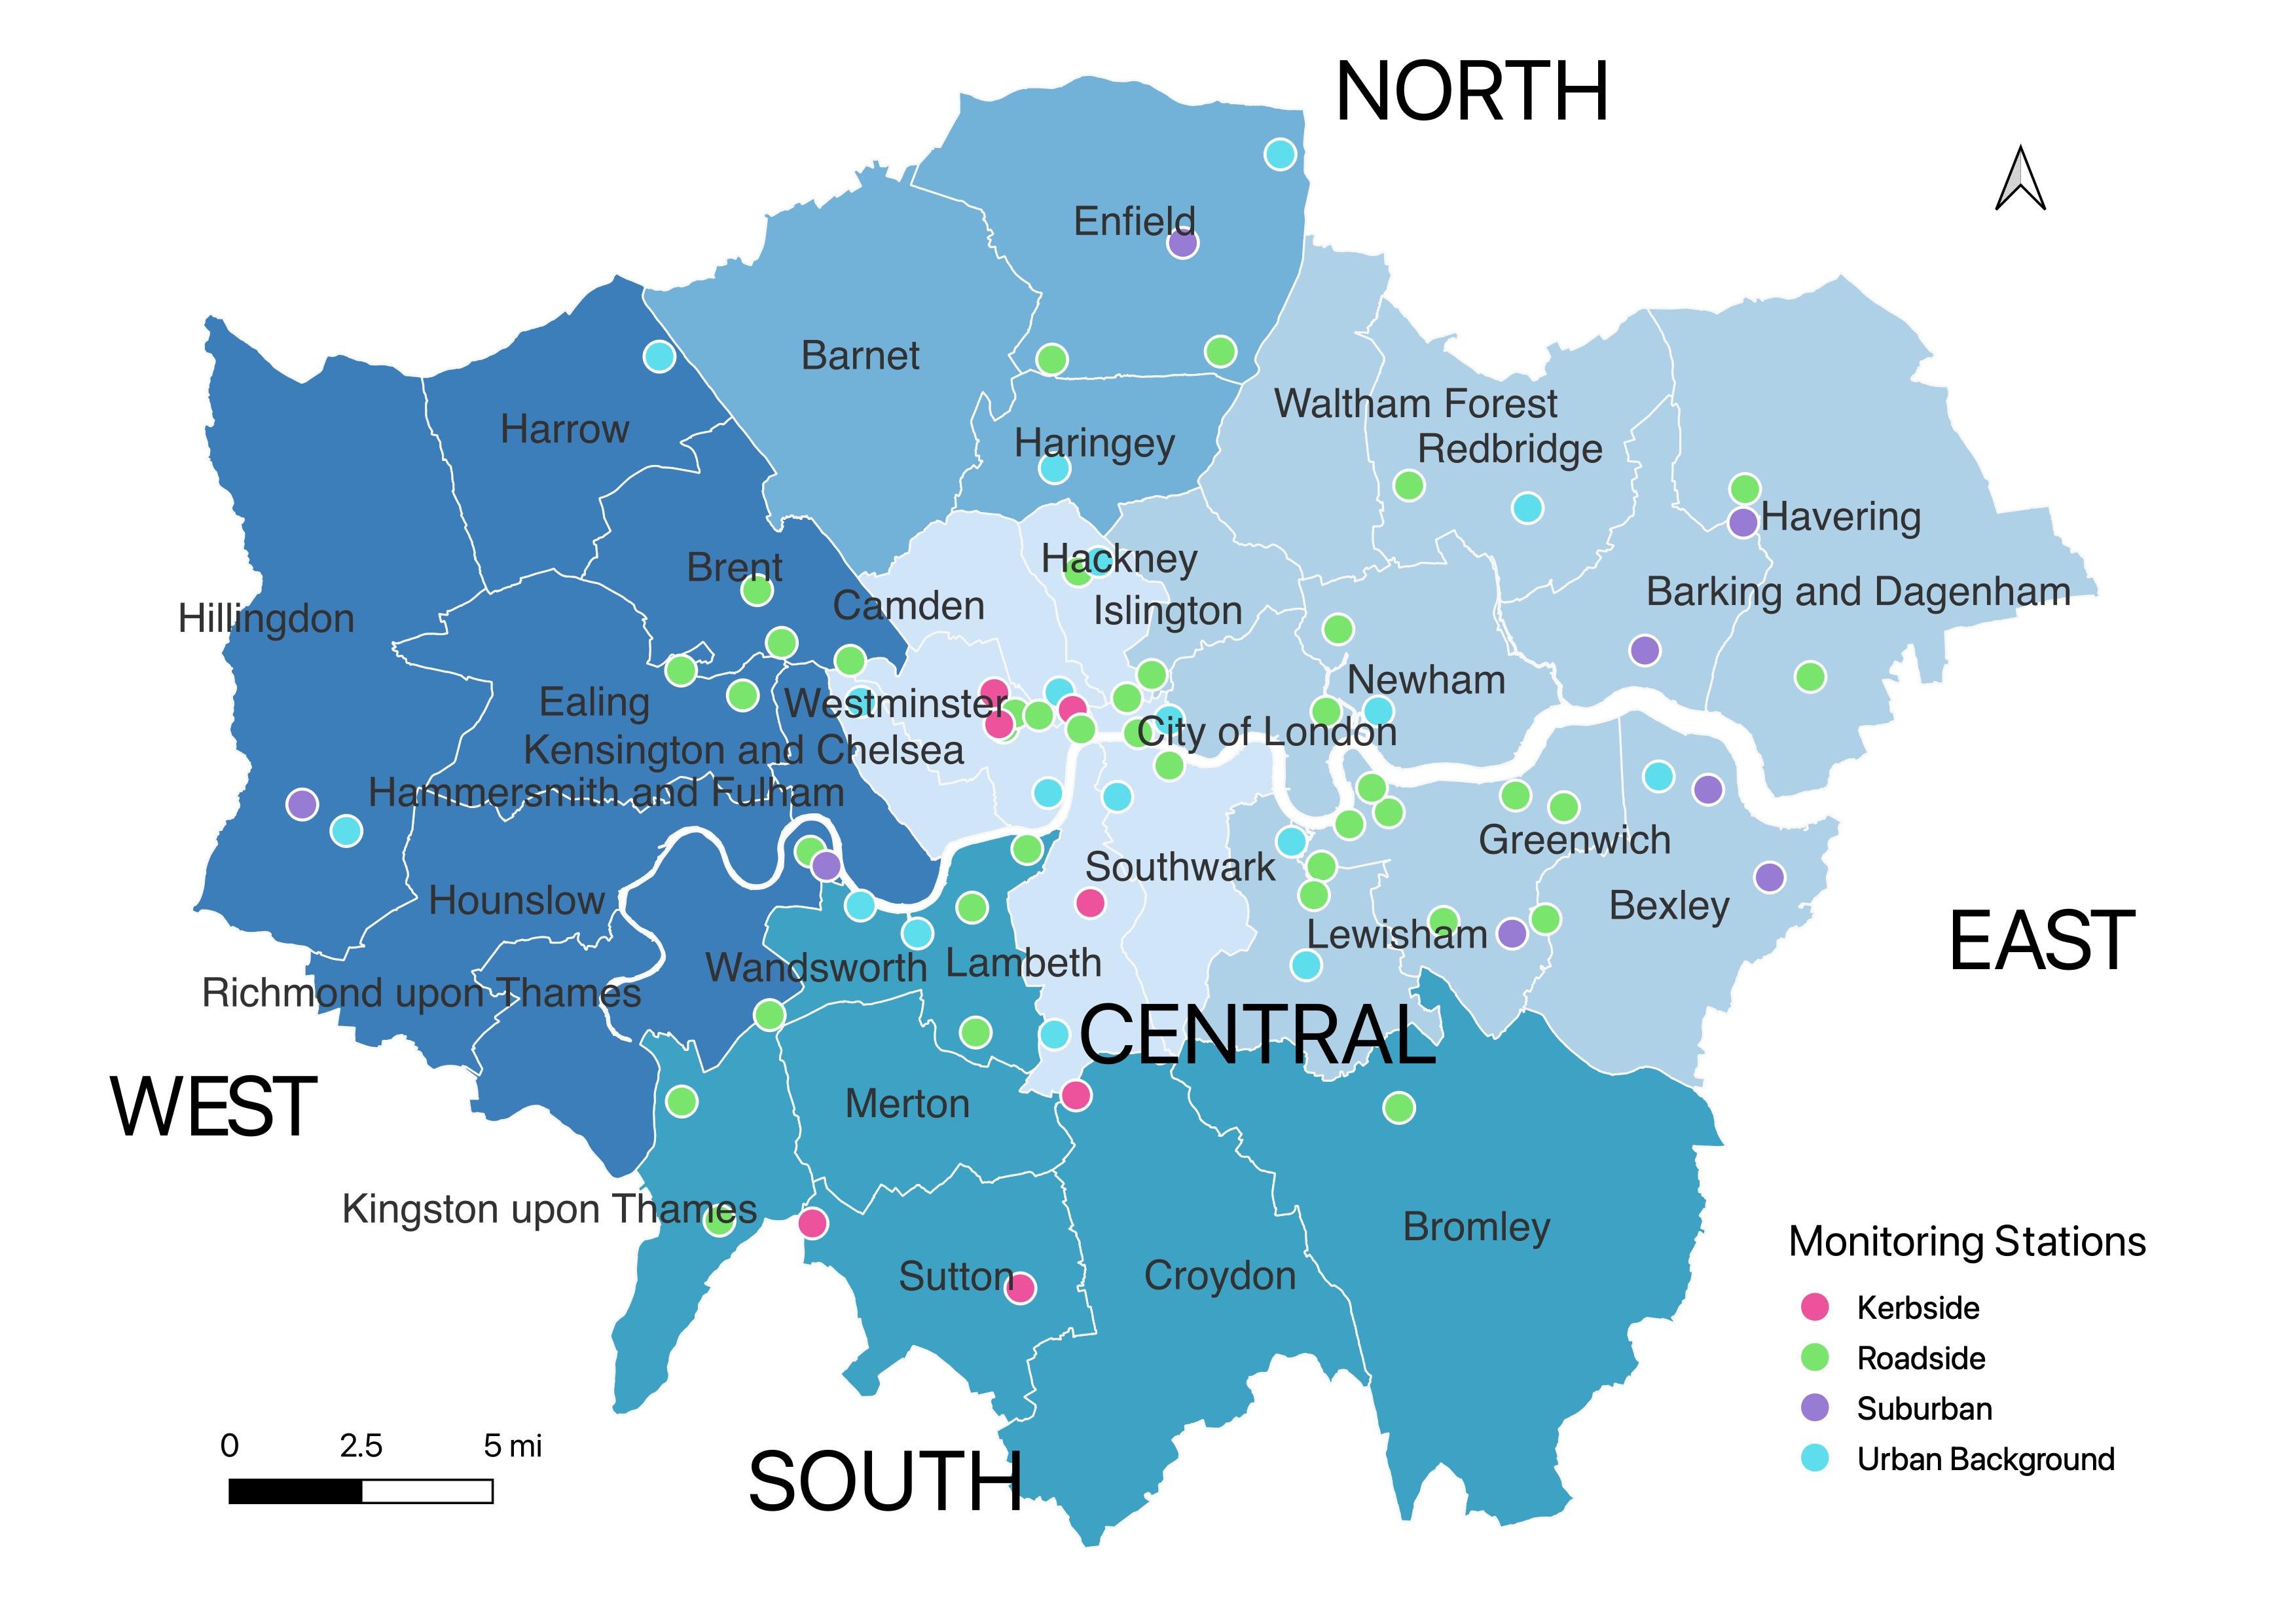 NORTH
Enfield
Barnet
Waltham Forest
Harrow
Haringey
Redbridge
Havering
Hackney
Brent
Barking and Dagenham
Camden
Islington
Hillingdon
Newham
Ealing
Westminster
City of London
Kensington and Chelsea
Hammersmith and Fulham
Greenwich
Southwark
Hounslow
Bexley
Lewisham
EAST
Wandsworth
Lambeth
Richmond upon Thames
CENTRAL
WEST
Merton
Kingston upon Thames
Bromley
Sutton
Croydon
Monitoring Stations
Kerbside
Roadside
Suburban
Urban Background
0 2.5 5 mi
SOUTH